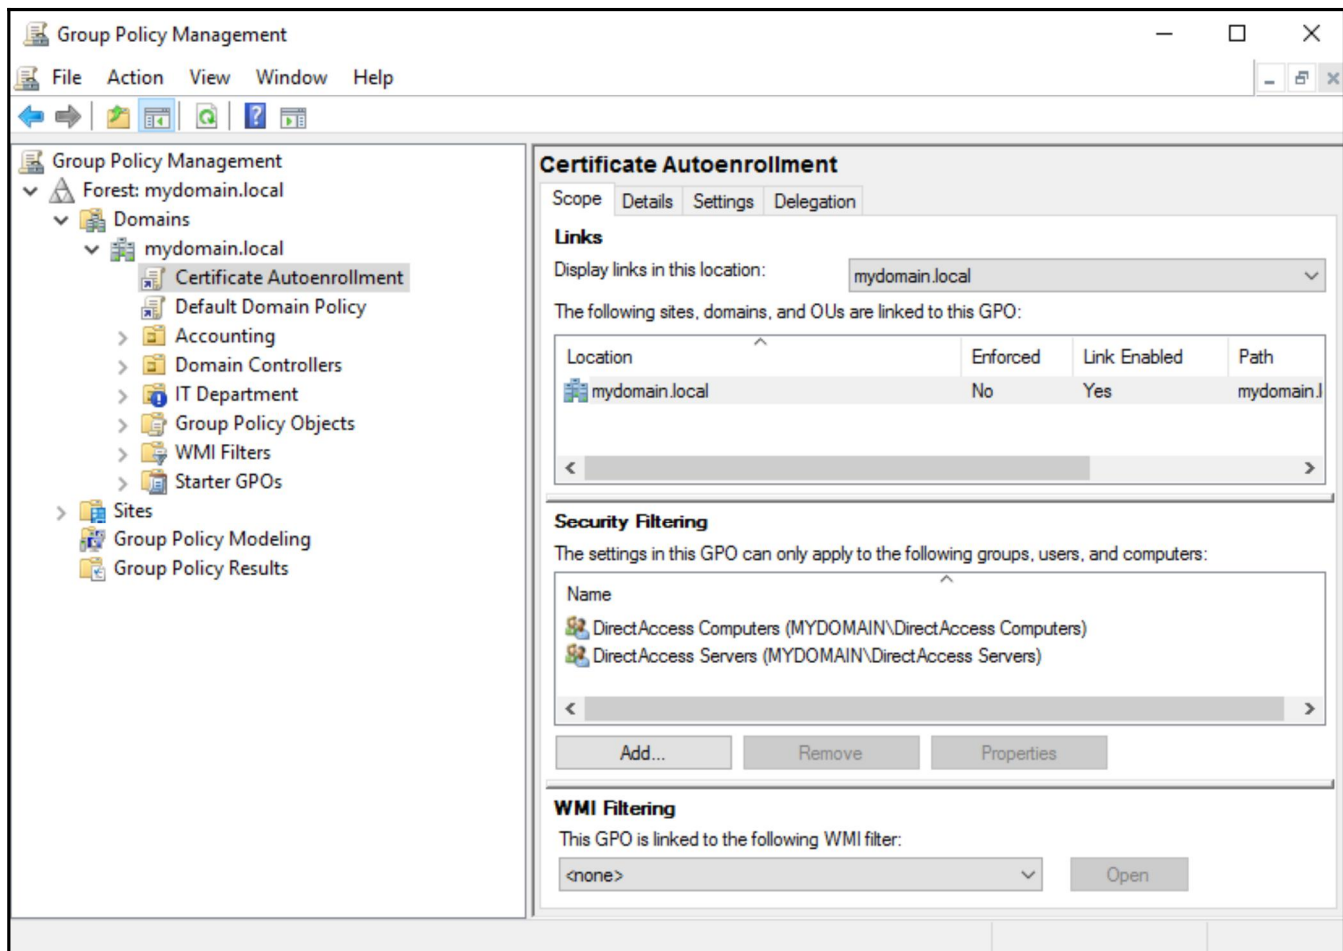 Group Policy Management
File Action View Window Help
Group Policy Management
Forest: mydomain.local
Domains
mydomain.local
Certificate Autoenrollment
Default Domain Policy
Accounting
Domain Controllers
IT Department
Group Policy Objects
WMI Filters
Starter GPOs
Sites
Group Policy Modeling
Group Policy Results
Certificate Autoenrollment
Scope Details Settings Delegation
Links
Display links in this location: mydomain.local
The following sites, domains, and OUs are linked to this GPO:
Location Enforced Link Enabled Path
mydomain.local No Yes mydomain.l
Security Filtering
The settings in this GPO can only apply to the following groups, users, and computers:
Name
DirectAccess Computers (MYDOMAIN\DirectAccess Computers)
DirectAccess Servers (MYDOMAIN\DirectAccess Servers)
Add... Remove Properties
WMI Filtering
This GPO is linked to the following WMI filter:
<none> Open